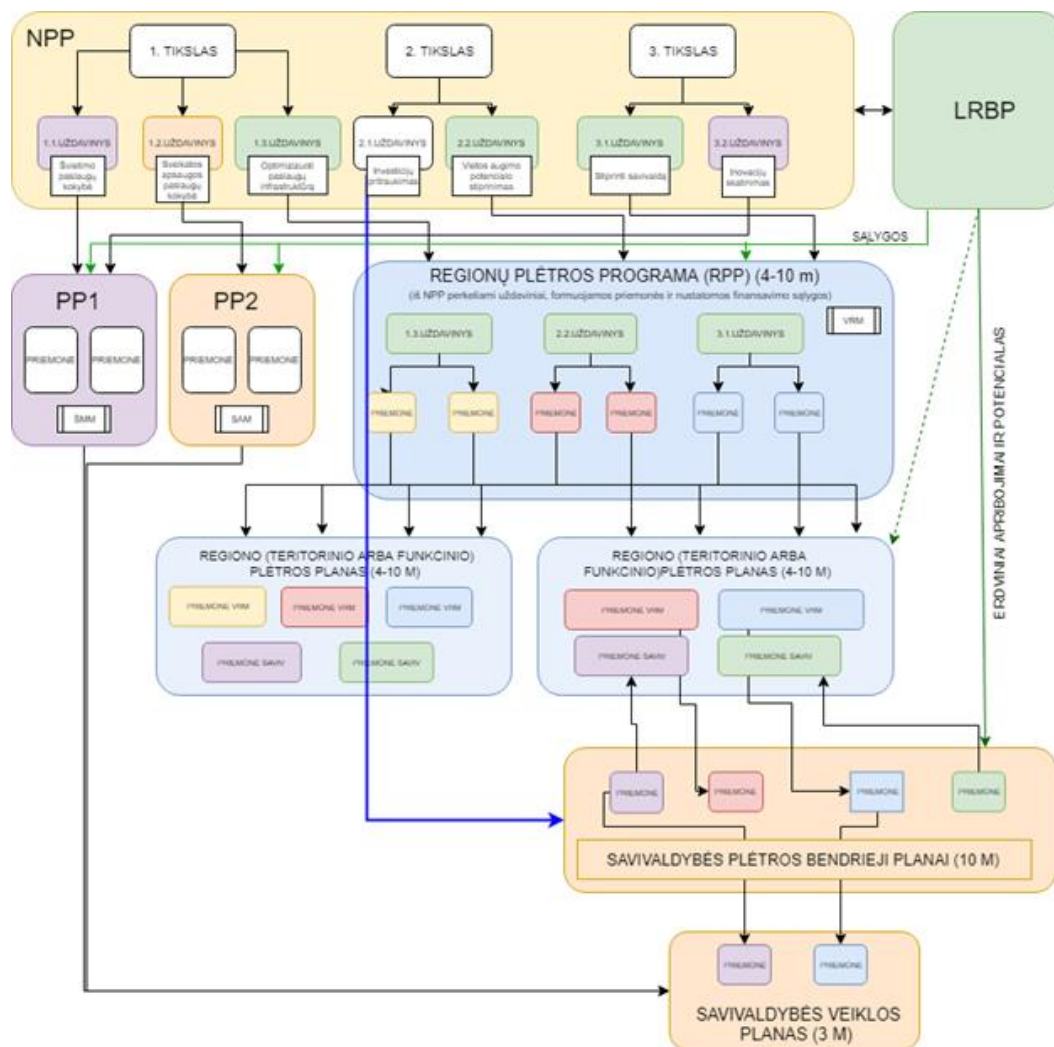 NPP
1. TIKSLAS
2. TIKSLAS
3. TIKSLAS
LRBP
1.1.UŽDAVINYS
1.2.UŽDAVINYS
1.3.UŽDAVINYS
2.1.UŽDAVINYS
2.2.UŽDAVINYS
3.1.UŽDAVINYS
3.2.UŽDAVINYS
Švietimo
paslaugų
kokybė
Sveikatos
apsaugos
paslaugų
kokybė
Optimizauoti
paslaugų
infrastruktūrą
Investicijų
pritraukimas
Vietos augimo
potencialo
stiprinimas
Stiprinti savivaldą
Inovacijų
skatinimas
SĄLYGOS
PP1
PRIEMONĖ
PRIEMONĖ
ŠMM
PP2
PRIEMONĖ
PRIEMONĖ
SAM
REGIONŲ PLĖTROS PROGRAMA (RPP) (4-10 m)
(iš NPP perkeliami uždaviniai, formuojamos priemonės ir nustatomos finansavimo sąlygos)
VRM
1.3.UŽDAVINYS
2.2.UŽDAVINYS
3.1.UŽDAVINYS
PRIEMONĖ
PRIEMONĖ
PRIEMONĖ
PRIEMONĖ
PRIEMONĖ
PRIEMONĖ
ERDVINIAI APRIBOJIMAI IR POTENCIALAS
REGIONO (TERITORINIO ARBA FUNKCINIO)
PLĖTROS PLANAS (4-10 M)
PRIEMONĖ VRM
PRIEMONĖ VRM
PRIEMONĖ VRM
PRIEMONĖ SAVIV
PRIEMONĖ SAVIV
REGIONO (TERITORINIO ARBA
FUNKCINIO)PLĖTROS PLANAS (4-10 M)
PRIEMONĖ VRM
PRIEMONĖ VRM
PRIEMONĖ SAVIV
PRIEMONĖ SAVIV
PRIEMONĖ
PRIEMONĖ
PRIEMONĖ
PRIEMONĖ
SAVIVALDYBĖS PLĖTROS BENDRIEJI PLANAI (10 M)
PRIEMONĖ
PRIEMONĖ
SAVIVALDYBĖS VEIKLOS
PLANAS (3 M)